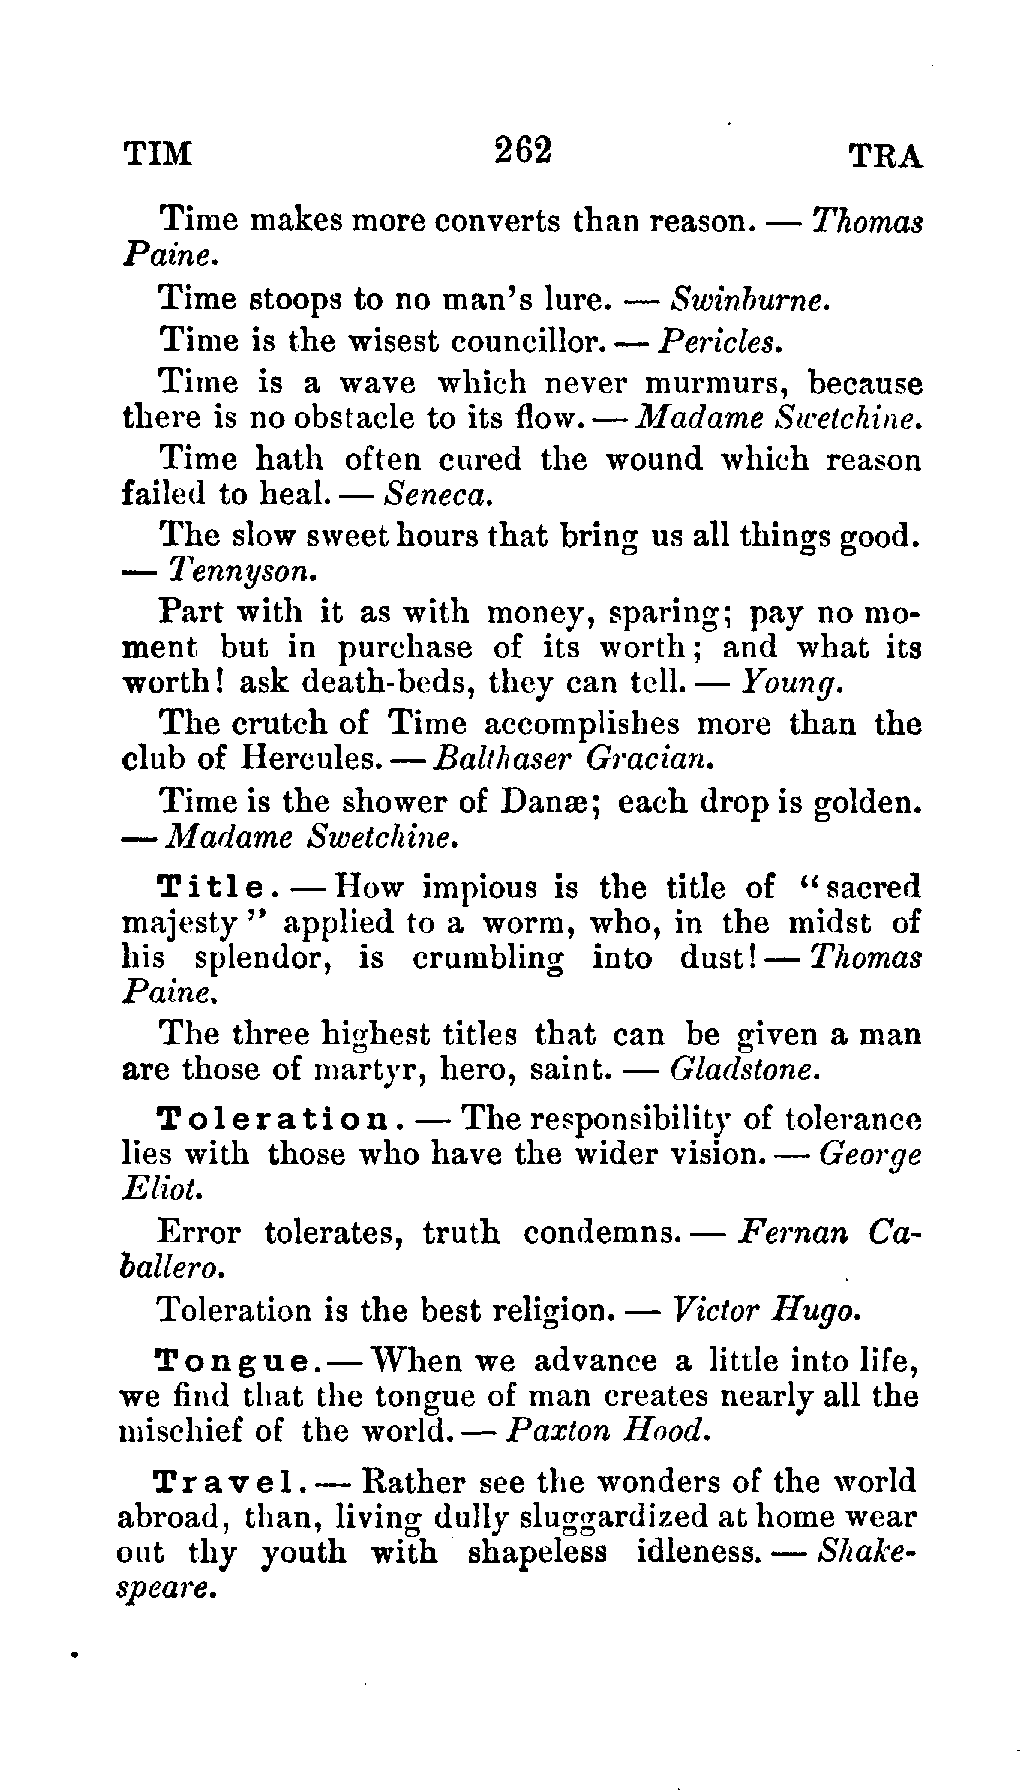 TIM 262 TRA
Time makes more converts than reason. — Thomas
Paine.
Time stoops to no man's lure. — Swinburne.
Time is the wisest councillor. — Pericles.
Time is a wave which never murmurs, because
there is no obstacle to its flow. — Madame Swetchine.
Time hath often cured the wound which reason
failed to heal. — Seneca.
The slow sweet hours that bring us all things good.
— Tennyson.
Part with it as with money, sparing; pay no mo-
ment but in purchase of its worth; and what its
worth! ask death-beds, they can tell. — Young.
The crutch of Time accomplishes more than the
club of Hercules. — Balthaser Gracian.
Time is the shower of Danæ; each drop is golden.
— Madame Swetchine.
Title. — How impious is the title of "sacred
majesty" applied to a worm, who, in the midst of
his splendor, is crumbling into dust! — Thomas
Paine.
The three highest titles that can be given a man
are those of martyr, hero, saint. — Gladstone.
Toleration. — The responsibility of tolerance
lies with those who have the wider vision. — George
Eliot.
Error tolerates, truth condemns. — Fernan Ca-
ballero.
Toleration is the best religion. — Victor Hugo.
Tongue. — When we advance a little into life,
we find that the tongue of man creates nearly all the
mischief of the world. — Paxton Hood.
Travel. — Rather see the wonders of the world
abroad, than, living dully sluggardized at home wear
out thy youth with shapeless idleness. — Shake-
speare.